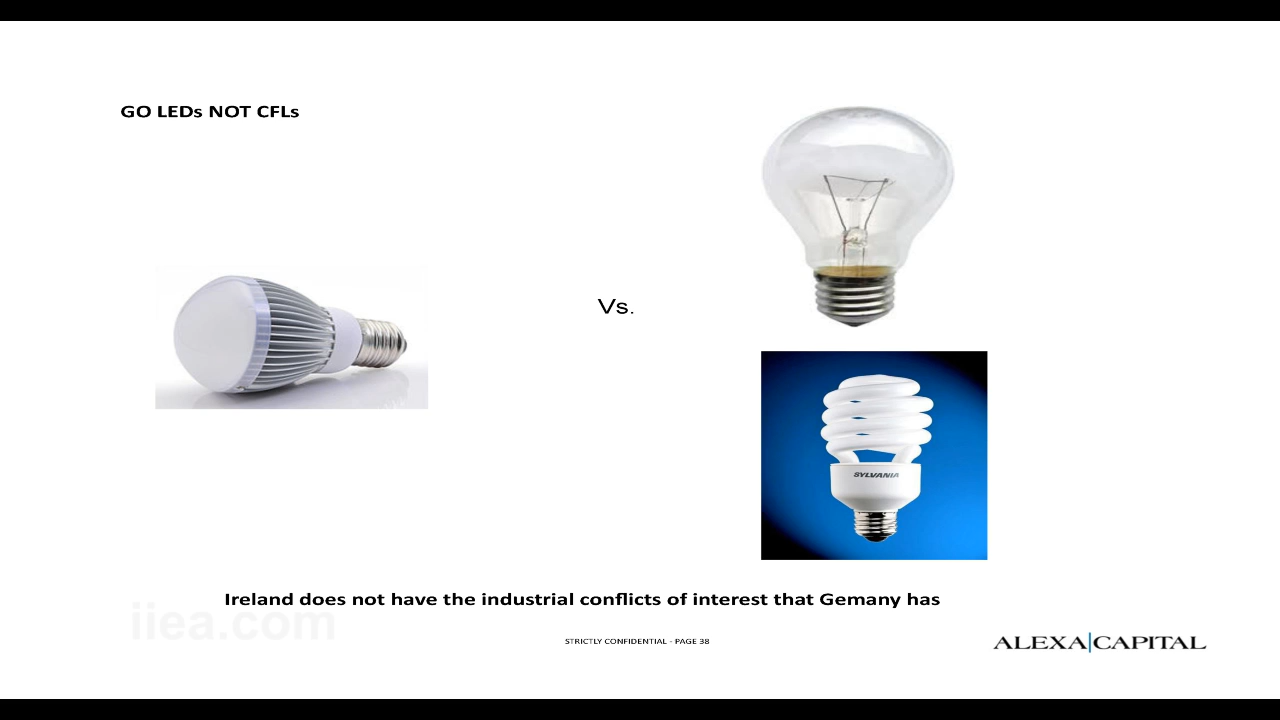 GO LEDs NOT CFLs
Vs.
SYLVANIA
Ireland does not have the industrial conflicts of interest that Gemany has
iiea.com
STRICTLY CONFIDENTIAL - PAGE 38
ALEXA|CAPITAL